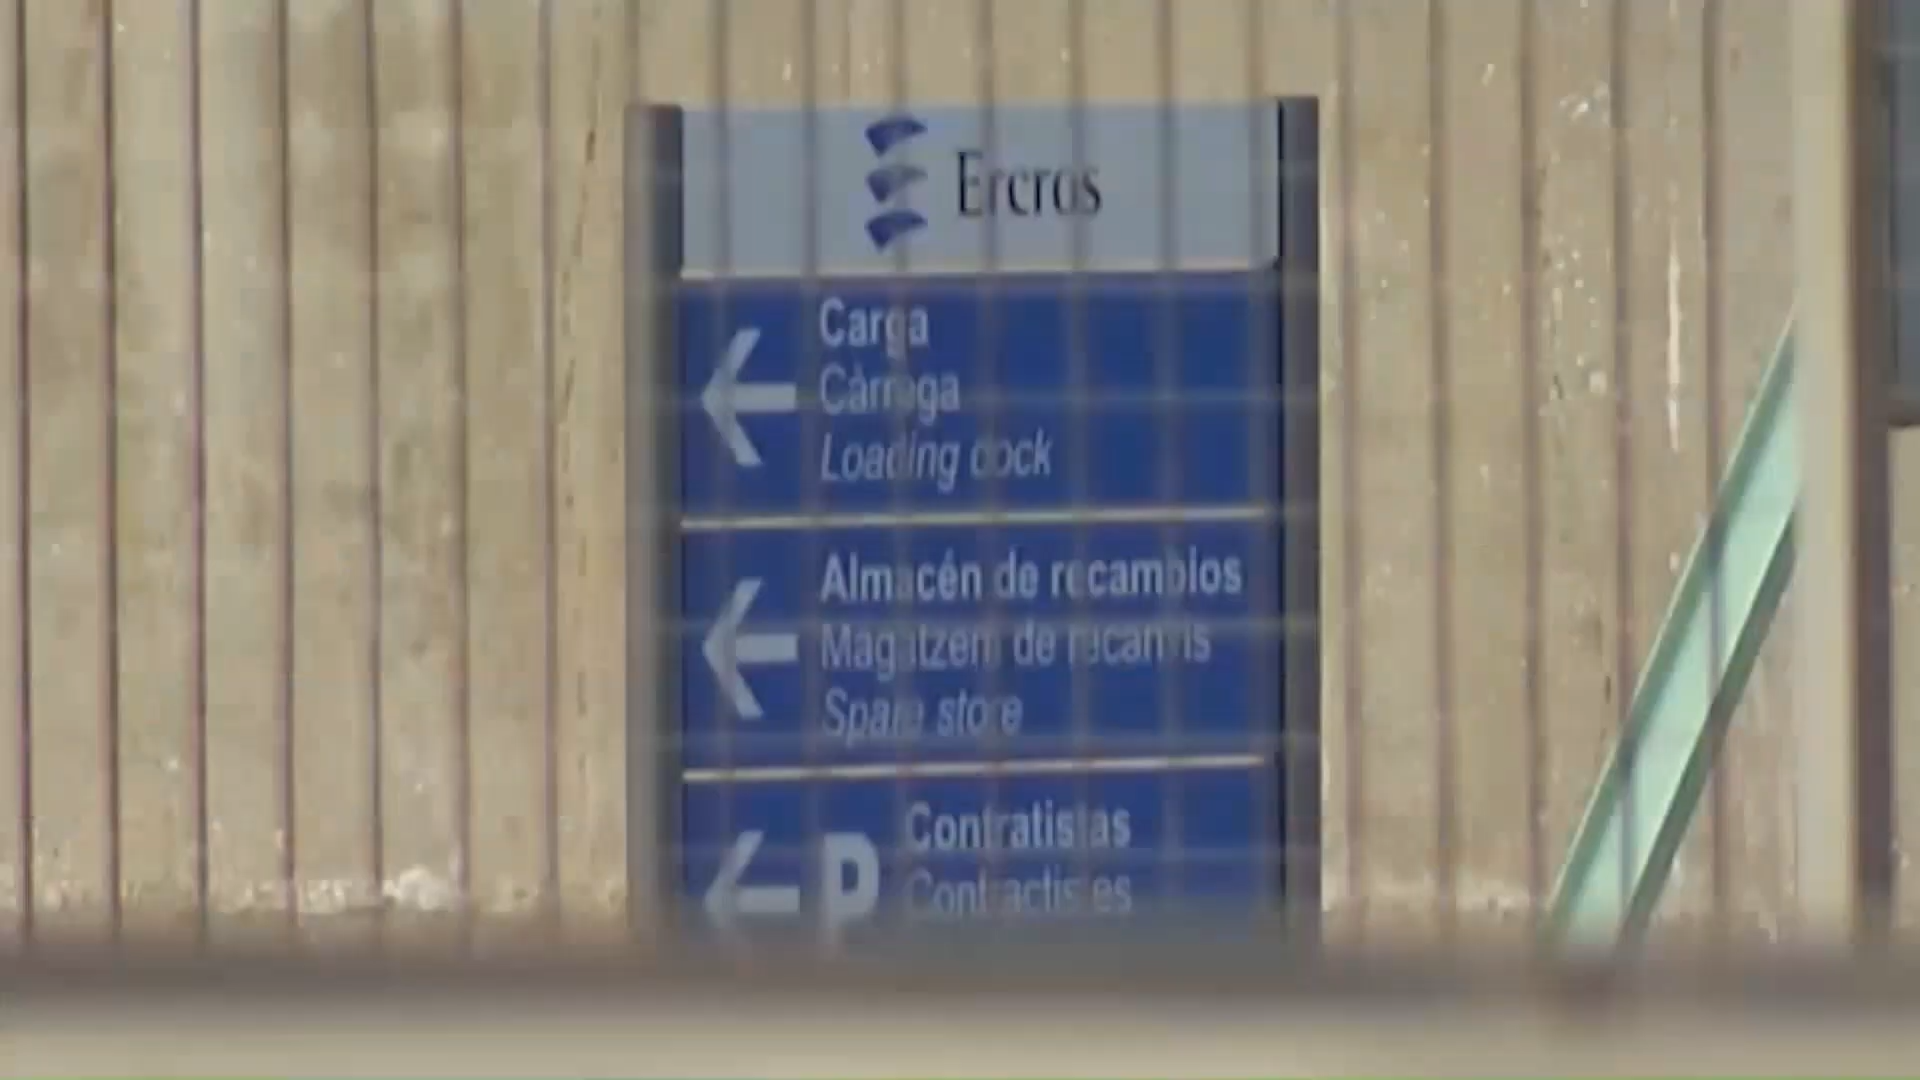 Ercros
Carga
Càrrega
Loading dock
Almacén de recambios
Magatzem de recanvis
Spare store
P Contratistas
Contractistes